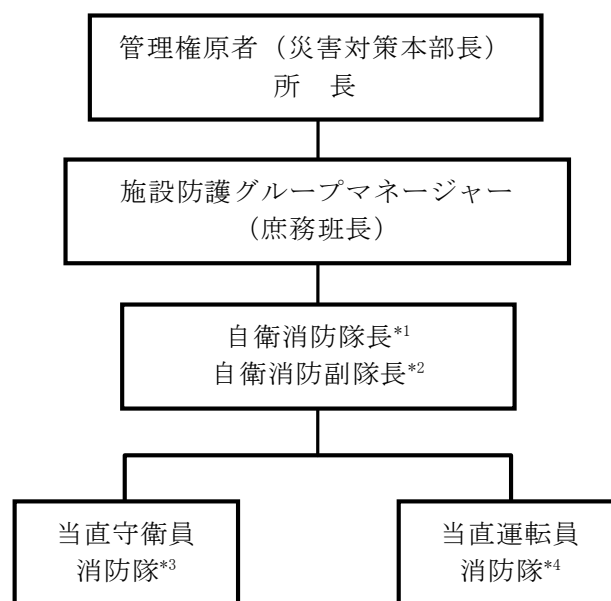 管理権原者（災害対策本部長）
所　長
施設防護グループマネージャー
（庶務班長）
自衛消防隊長*1
自衛消防副隊長*2
当直守衛員
消防隊*3
当直運転員
消防隊*4